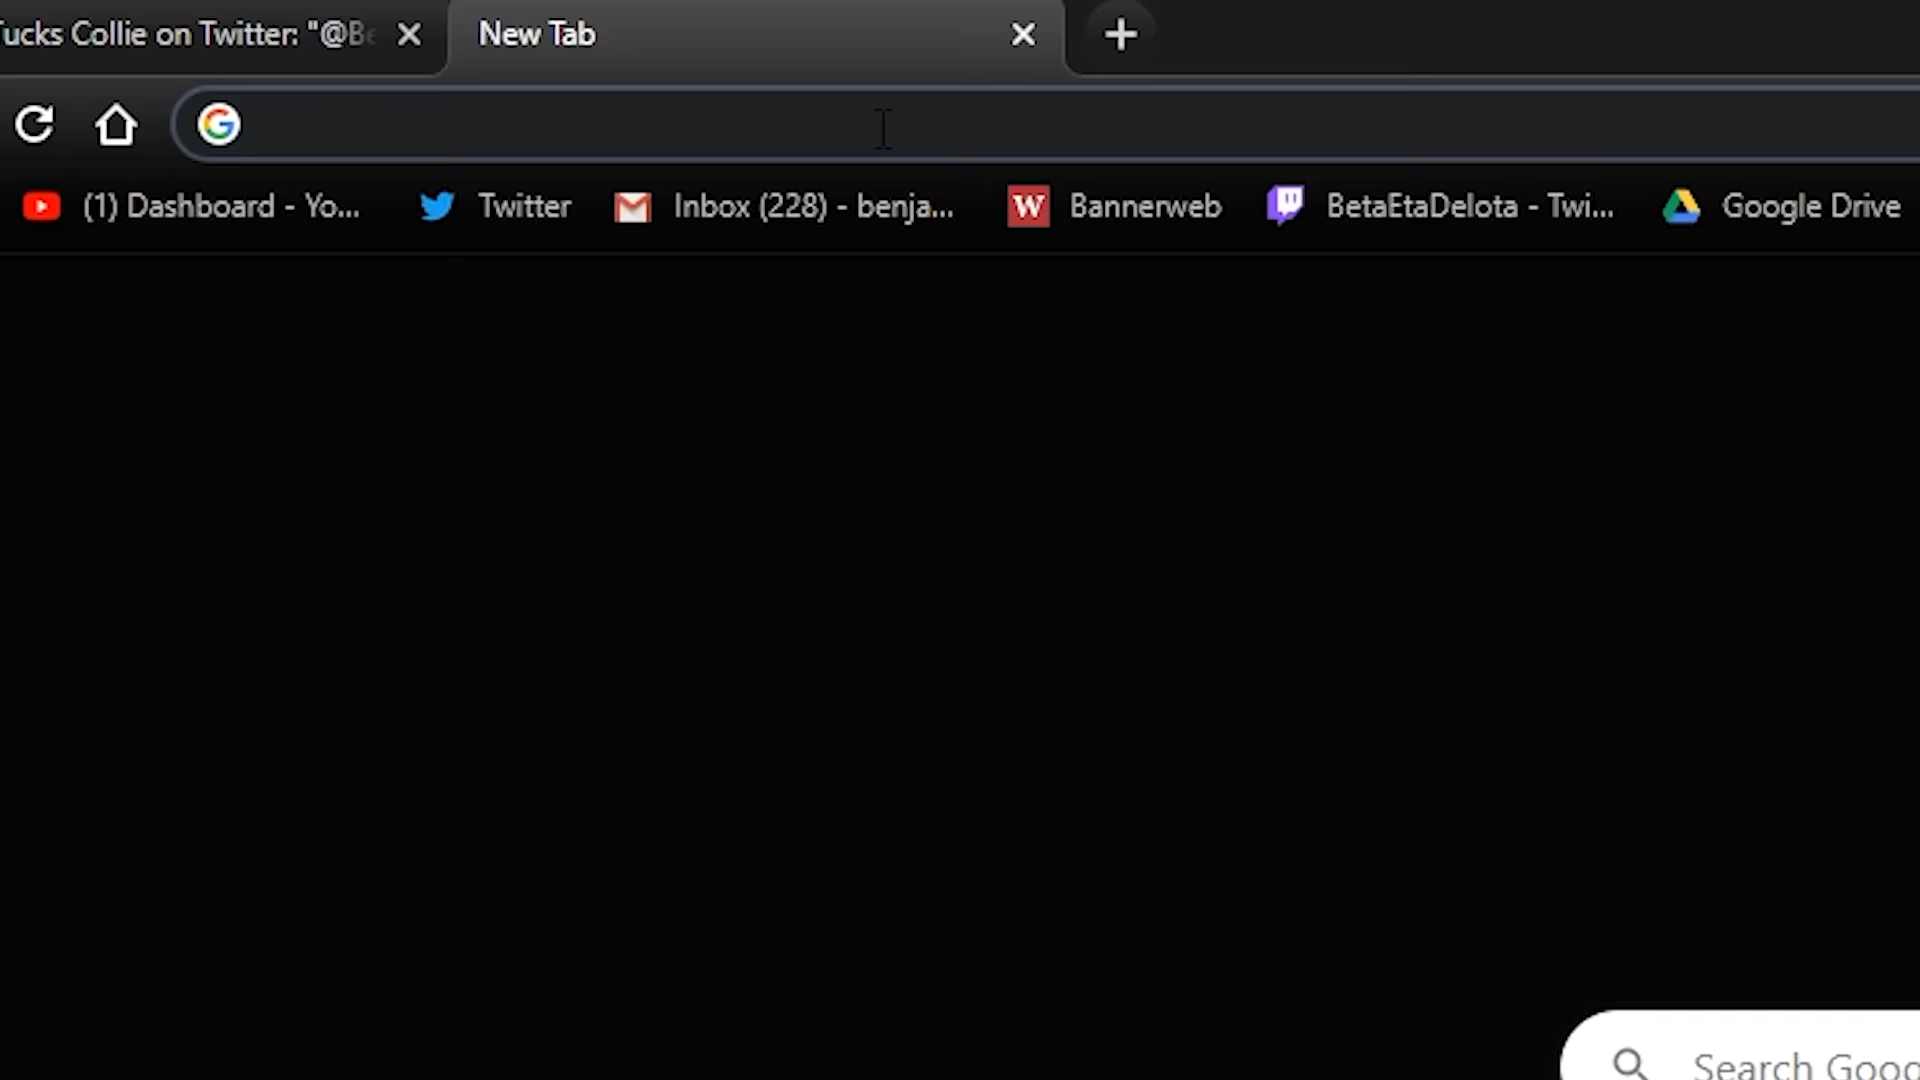 ucks Collie on Twitter: "@Be
New Tab
(1) Dashboard - Yo...
Twitter
Inbox (228) - benja...
W
Bannerweb
BetaEtaDelota - Twi...
Google Drive
Search Goog